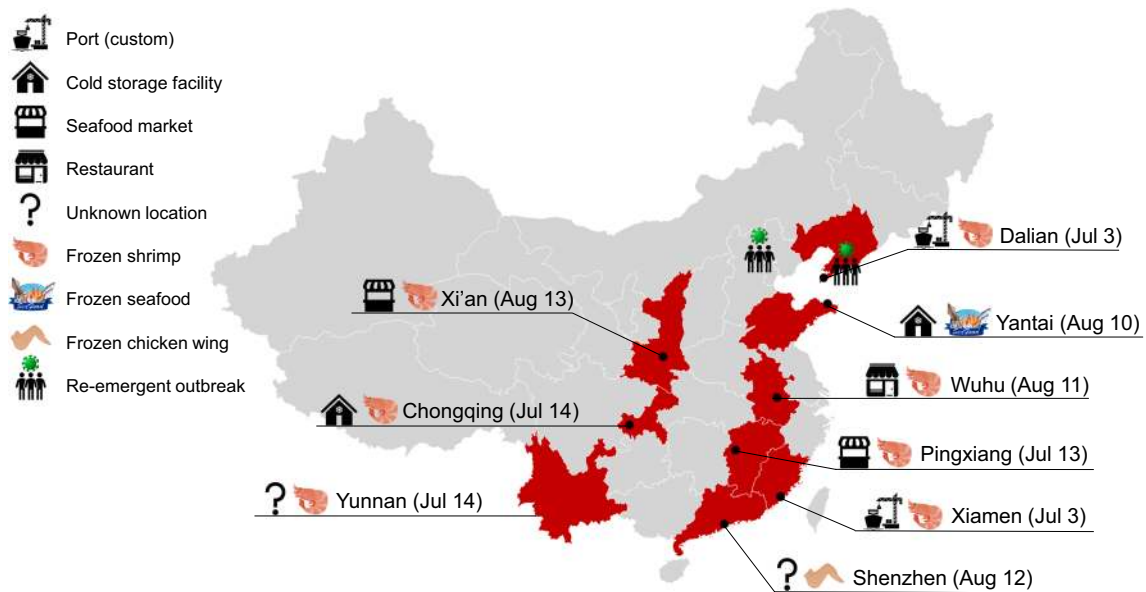 Port (custom)
Cold storage facility
Seafood market
Restaurant
? Unknown location
Frozen shrimp
Frozen seafood
Frozen chicken wing
Re-emergent outbreak
Dalian (Jul 3)
Xi'an (Aug 13)
Yantai (Aug 10)
Wuhu (Aug 11)
Chongqing (Jul 14)
Pingxiang (Jul 13)
? Yunnan (Jul 14)
Xiamen (Jul 3)
? Shenzhen (Aug 12)